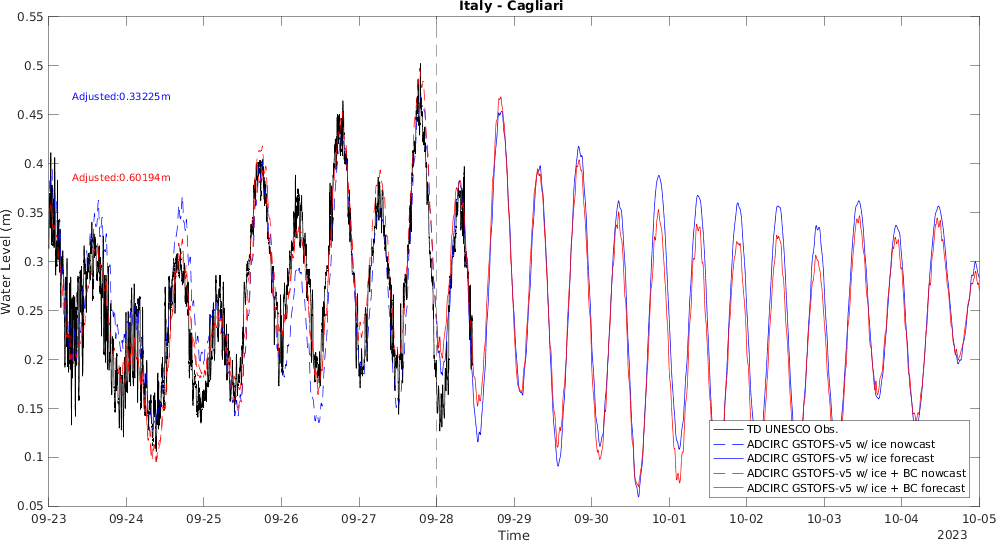 Italy - Cagliari
0.55
0.5
0.45
0.4
0.35
0.3
0.25
0.2
0.15
0.1
0.05
Water Level (m)
Adjusted:0.33225m
Adjusted:0.60194m
TD UNESCO Obs.
ADCIRC GSTOFS-v5 w/ ice nowcast
ADCIRC GSTOFS-v5 w/ ice forecast
ADCIRC GSTOFS-v5 w/ ice + BC nowcast
ADCIRC GSTOFS-v5 w/ ice + BC forecast
09-23 09-24 09-25 09-26 09-27 09-28 09-29 09-30 10-01 10-02 10-03 10-04 10-05
Time
2023